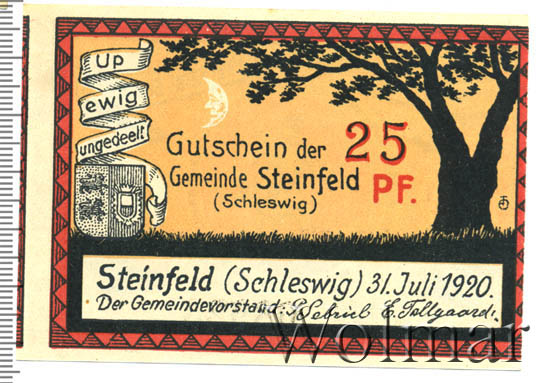 Up
ewig
ungedeelt
Gutschein der 25
Gemeinde Steinfeld PF.
(Schleswig)
Steinfeld (Schleswig) 31. Juli 1920.
Der Gemeindevorstand:
Wolmar